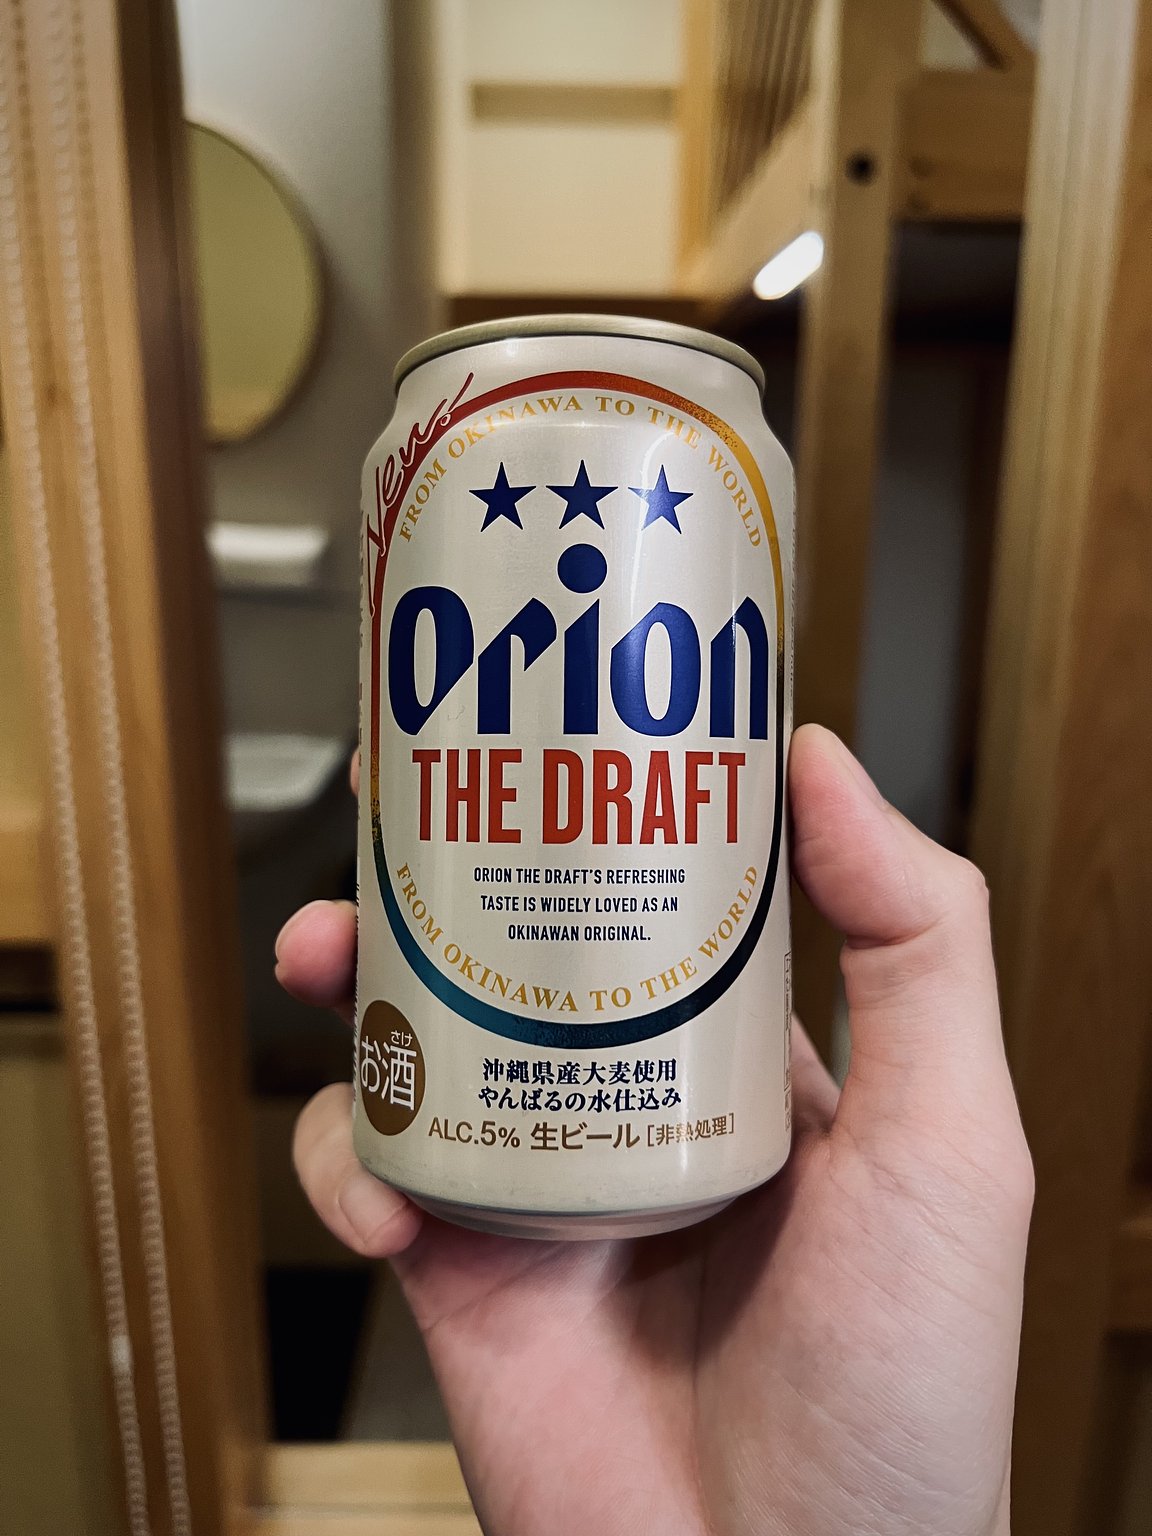 New!
FROM OKINAWA TO THE WORLD
orion
THE DRAFT
ORION THE DRAFT'S REFRESHING
TASTE IS WIDELY LOVED AS AN
OKINAWAN ORIGINAL.
FROM OKINAWA TO THE WORLD
さけ
お酒
沖縄県産大麦使用
やんばるの水仕込み
ALC.5% 生ビール [非熱処理]